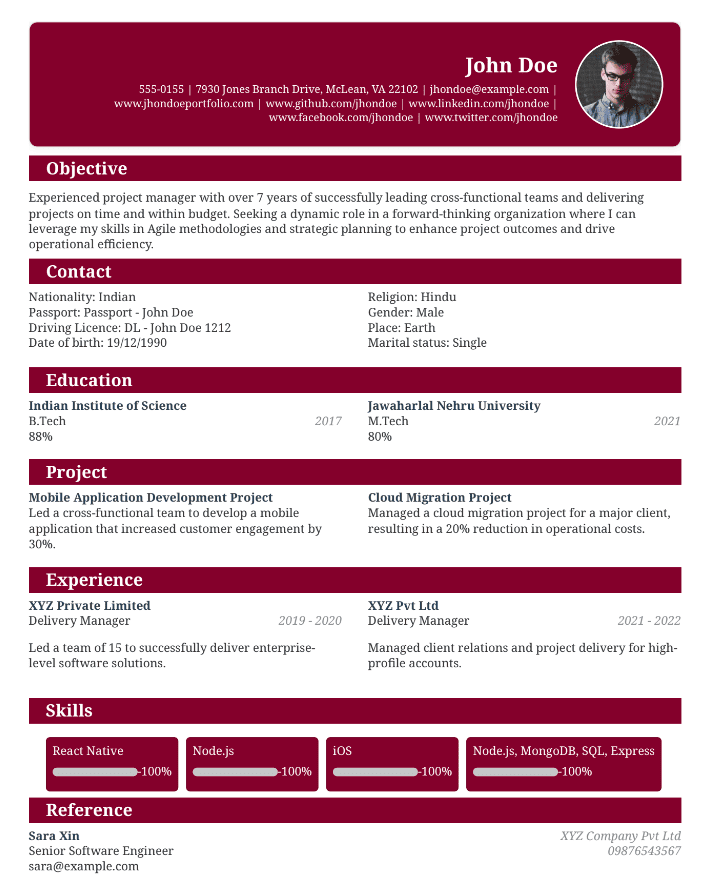 John Doe
555-0155 | 7930 Jones Branch Drive, McLean, VA 22102 | jhondoe@example.com |
www.jhondoeportfolio.com | www.github.com/jhondoe | www.linkedin.com/jhondoe |
www.facebook.com/jhondoe | www.twitter.com/jhondoe
Objective
Experienced project manager with over 7 years of successfully leading cross-functional teams and delivering
projects on time and within budget. Seeking a dynamic role in a forward-thinking organization where I can
leverage my skills in Agile methodologies and strategic planning to enhance project outcomes and drive
operational efficiency.
Contact
Nationality: Indian
Passport: Passport - John Doe
Driving Licence: DL - John Doe 1212
Date of birth: 19/12/1990
Religion: Hindu
Gender: Male
Place: Earth
Marital status: Single
Education
Indian Institute of Science
B.Tech 2017
88%
Jawaharlal Nehru University
M.Tech 2021
80%
Project
Mobile Application Development Project
Led a cross-functional team to develop a mobile
application that increased customer engagement by
30%.
Cloud Migration Project
Managed a cloud migration project for a major client,
resulting in a 20% reduction in operational costs.
Experience
XYZ Private Limited
Delivery Manager 2019 - 2020
Led a team of 15 to successfully deliver enterprise-
level software solutions.
XYZ Pvt Ltd
Delivery Manager 2021 - 2022
Managed client relations and project delivery for high-
profile accounts.
Skills
React Native
-100%
Node.js
-100%
iOS
-100%
Node.js, MongoDB, SQL, Express
-100%
Reference
Sara Xin
Senior Software Engineer
sara@example.com
XYZ Company Pvt Ltd
09876543567